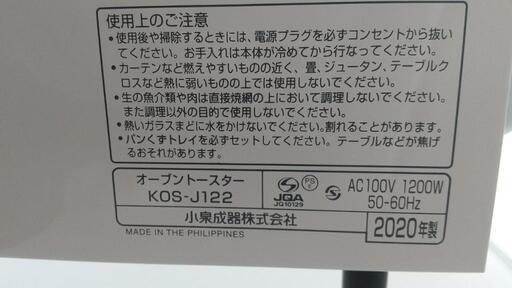 使用上のご注意
•使用後や掃除するときには、電源プラグを必ずコンセントから抜い
てください。お手入れは本体が冷めてから行なってください。
•カーテンなど燃えやすいものの近く、畳、ジュータン、テーブルク
ロスなど熱に弱いものの上では使用しないでください。
•生の魚介類や肉は直接焼網の上において調理しないでください。
また調理以外の目的で使用しないでください。
•熱いガラスまどに水をかけないでください。割れることがあります。
•パンくずトレイを必ずセットしてください。テーブルなどが焦げ
るおそれがあります。
オーブントースター
KOS-J122
JQA
JQ10129
PS
E
AC100V 1200W
50-60Hz
小泉成器株式会社
MADE IN THE PHILIPPINES
2020年製